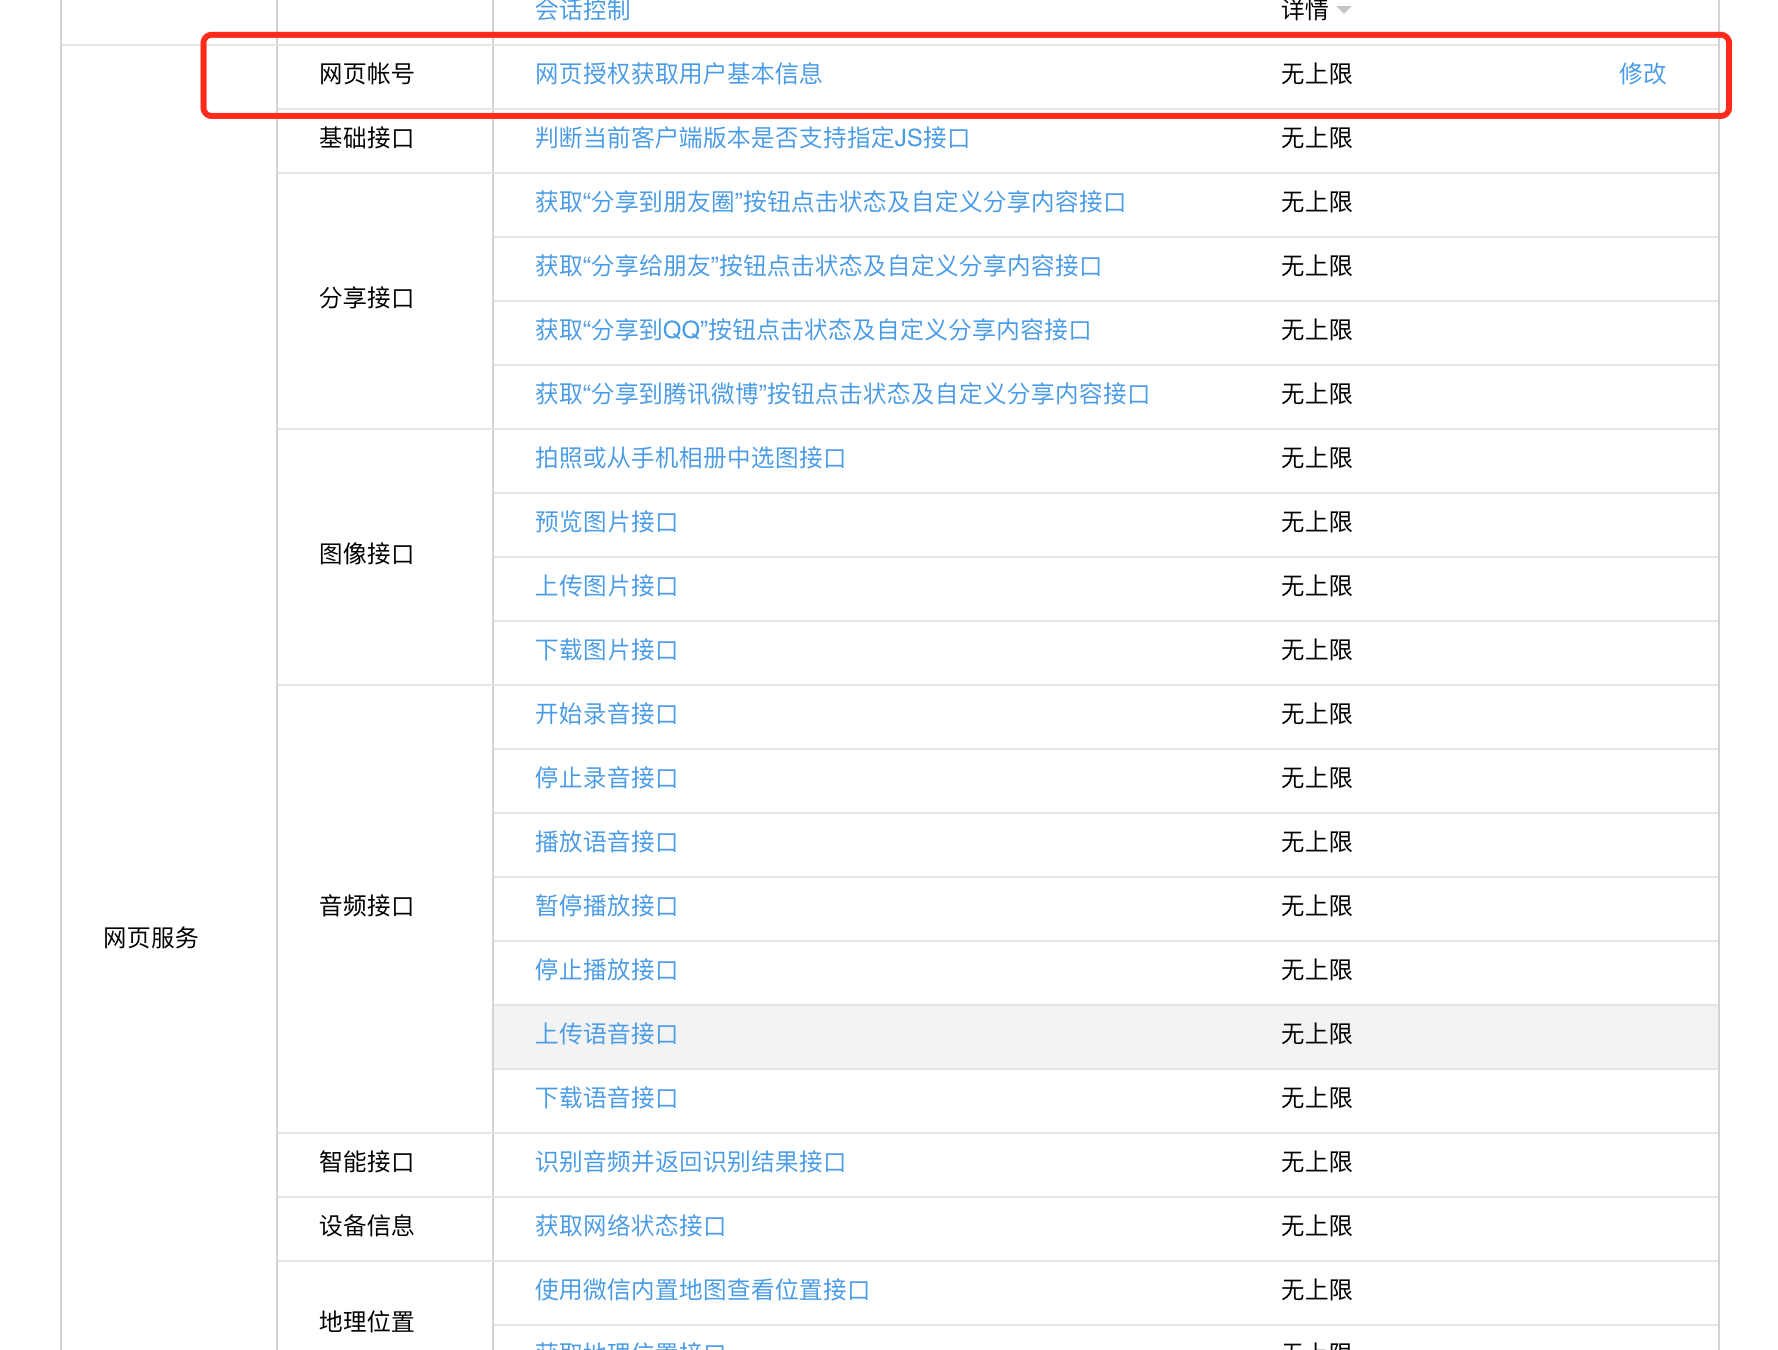 会话控制 详情
网页帐号 网页授权获取用户基本信息 无上限 修改
基础接口 判断当前客户端版本是否支持指定JS接口 无上限
获取“分享到朋友圈”按钮点击状态及自定义分享内容接口 无上限
获取“分享给朋友”按钮点击状态及自定义分享内容接口 无上限
分享接口
获取“分享到QQ”按钮点击状态及自定义分享内容接口 无上限
获取“分享到腾讯微博”按钮点击状态及自定义分享内容接口 无上限
拍照或从手机相册中选图接口 无上限
预览图片接口 无上限
图像接口
上传图片接口 无上限
下载图片接口 无上限
开始录音接口 无上限
停止录音接口 无上限
播放语音接口 无上限
音频接口 暂停播放接口 无上限
网页服务
停止播放接口 无上限
上传语音接口 无上限
下载语音接口 无上限
智能接口 识别音频并返回识别结果接口 无上限
设备信息 获取网络状态接口 无上限
使用微信内置地图查看位置接口 无上限
地理位置
获取地理位置接口 无上限